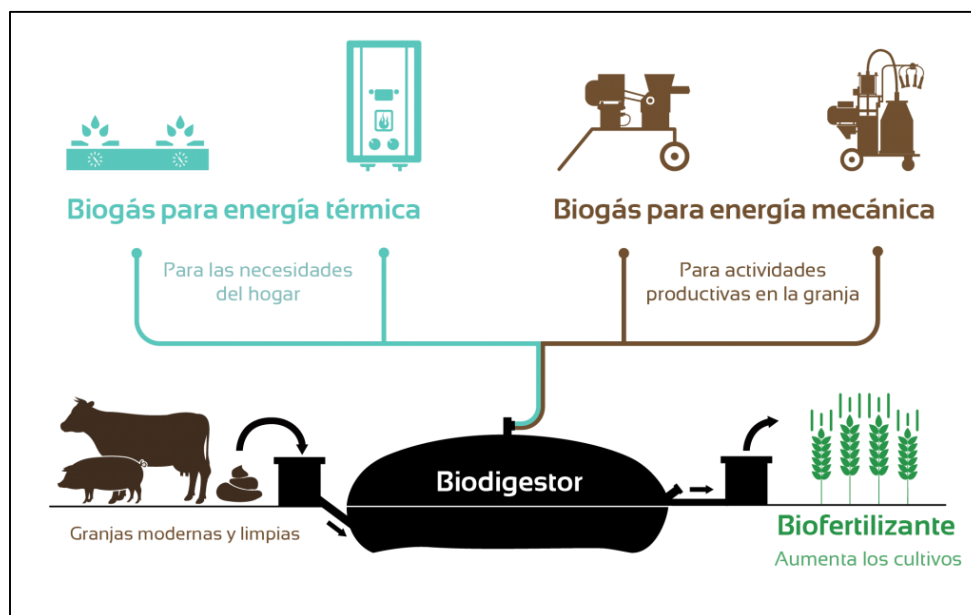 Biogás para energía térmica
Biogás para energía mecánica
Para las necesidades
del hogar
Para actividades
productivas en la granja
Biodigestor
Granjas modernas y limpias
Biofertilizante
Aumenta los cultivos